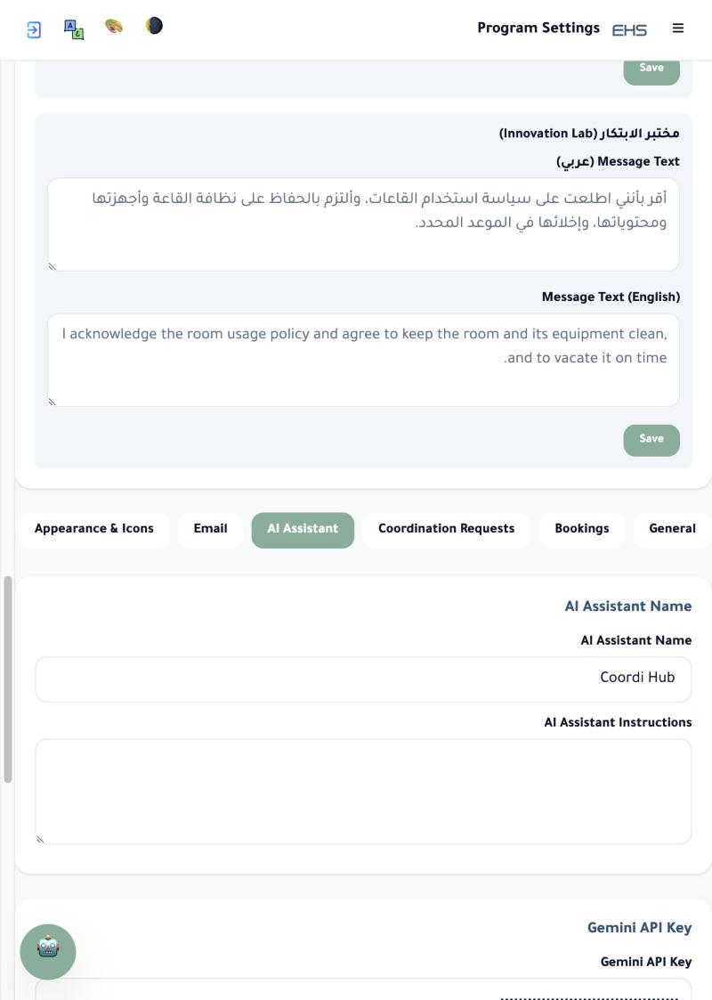 Program Settings EHS
Save
مختبر الابتكار (Innovation Lab)
Message Text (عربي)
أقر بأنني اطلعت على سياسة استخدام القاعات، وألتزم بالحفاظ على نظافة القاعة وأجهزتها
ومحتوياتها، وإخلائها في الموعد المحدد.
Message Text (English)
I acknowledge the room usage policy and agree to keep the room and its equipment clean,
and to vacate it on time.
Save
Appearance & Icons Email AI Assistant Coordination Requests Bookings General
AI Assistant Name
AI Assistant Name
Coordi Hub
AI Assistant Instructions
Gemini API Key
Gemini API Key